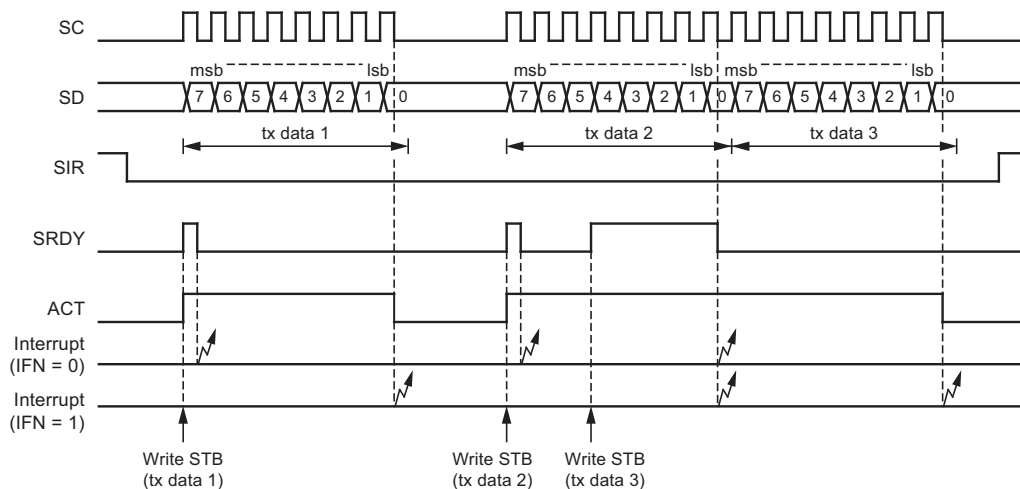 SC
msb lsb msb lsb msb lsb
SD 7 6 5 4 3 2 1 0 7 6 5 4 3 2 1 0 7 6 5 4 3 2 1 0
tx data 1 tx data 2 tx data 3
SIR
SRDY
ACT
Interrupt
(IFN = 0)
Interrupt
(IFN = 1)
Write STB
(tx data 1)
Write STB
(tx data 2)
Write STB
(tx data 3)